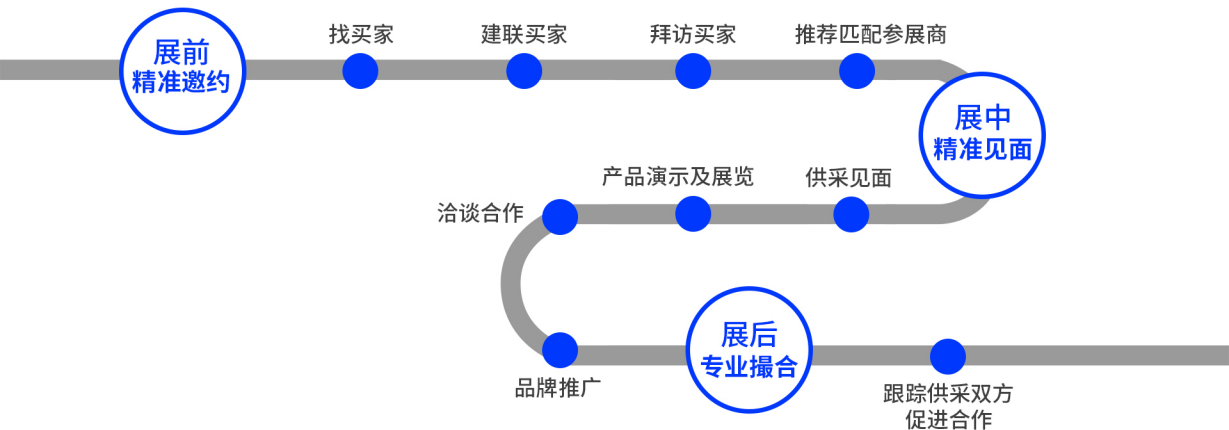 展前
精准邀约
找买家
建联买家
拜访买家
推荐匹配参展商
展中
精准见面
供采见面
产品演示及展览
洽谈合作
品牌推广
展后
专业撮合
跟踪供采双方
促进合作